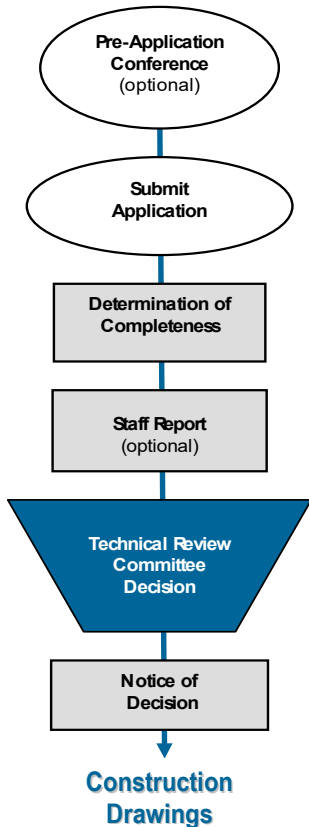 Pre-Application
Conference
(optional)
Submit
Application
Determination of
Completeness
Staff Report
(optional)
Technical Review
Committee
Decision
Notice of
Decision
Construction
Drawings